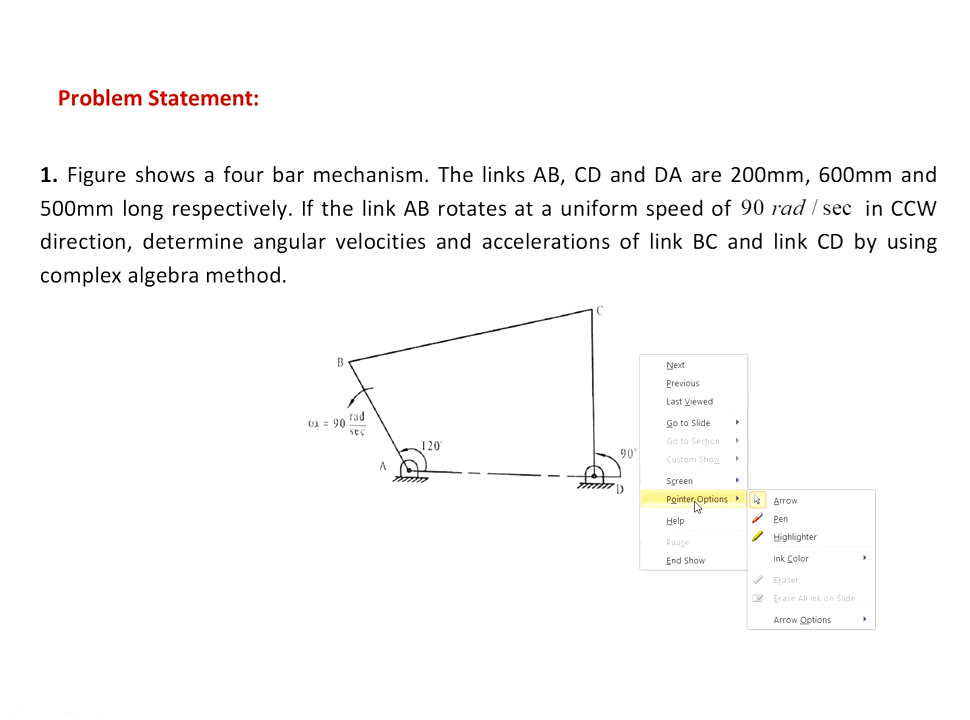 Problem Statement:
1. Figure shows a four bar mechanism. The links AB, CD and DA are 200mm, 600mm and
500mm long respectively. If the link AB rotates at a uniform speed of 90 rad / sec in CCW
direction, determine angular velocities and accelerations of link BC and link CD by using
complex algebra method.
C
B
ω₁ = 90 rad/sec
120°
A
90°
D
Next
Previous
Last Viewed
Go to Slide
Go to Section
Custom Show
Screen
Pointer Options
Help
Pause
End Show
Arrow
Pen
Highlighter
Ink Color
Eraser
Erase All Ink on Slide
Arrow Options